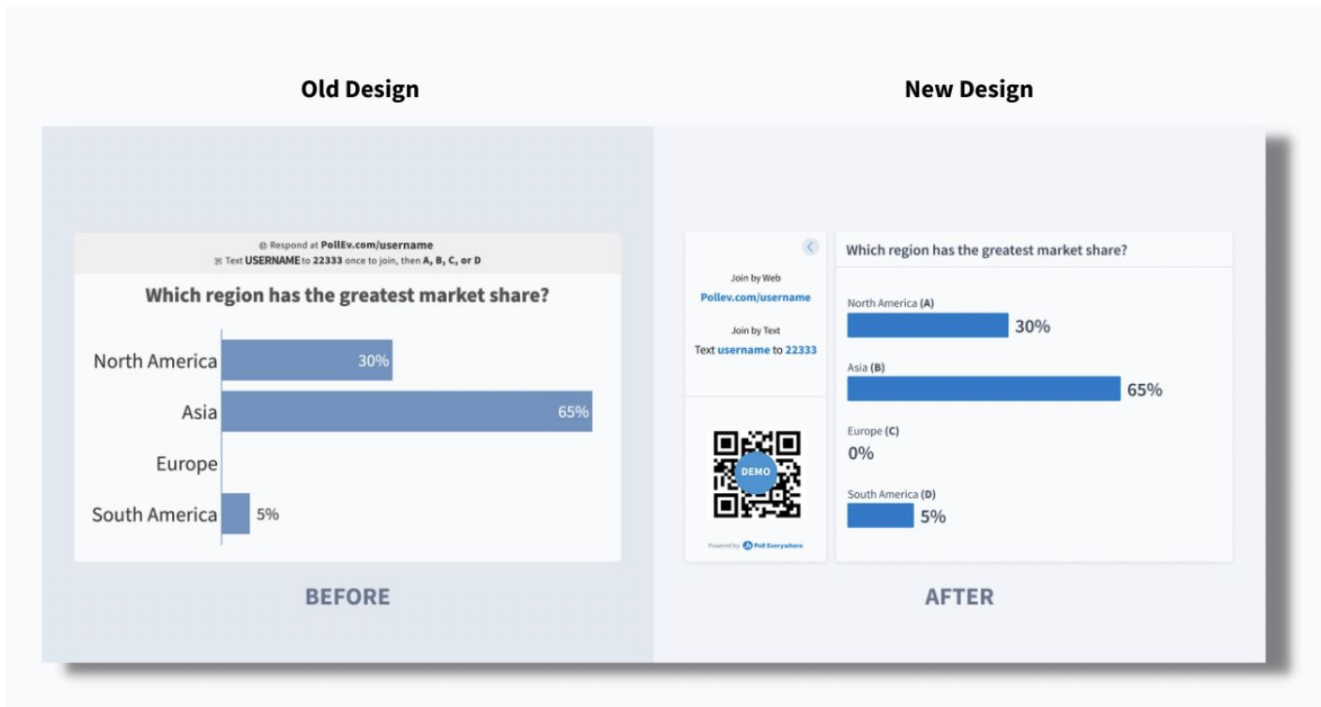 Old Design
New Design
Respond at PollEv.com/username
Text USERNAME to 22333 once to join, then A, B, C, or D
Which region has the greatest market share?
North America
30%
Asia
65%
Europe
South America
5%
BEFORE
Join by Web
Pollev.com/username
Join by Text
Text username to 22333
DEMO
Powered by Poll Everywhere
Which region has the greatest market share?
North America (A)
30%
Asia (B)
65%
Europe (C)
0%
South America (D)
5%
AFTER